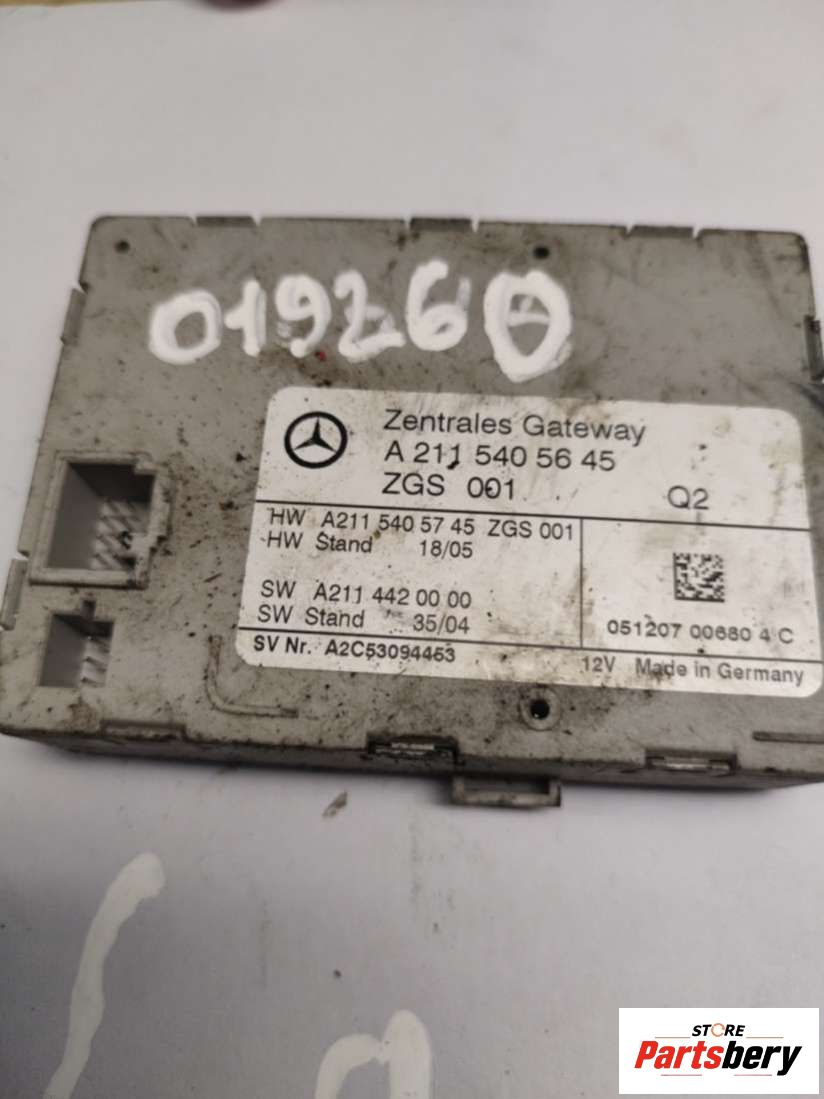 019260
Zentrales Gateway
A 211 540 56 45
ZGS 001
Q2
HW A211 540 57 45 ZGS 001
HW Stand 18/05
SW A211 442 00 00
SW Stand 35/04
051207 00680 4 C
SV Nr. A2C53094463
12V Made in Germany
STORE
Partsbery